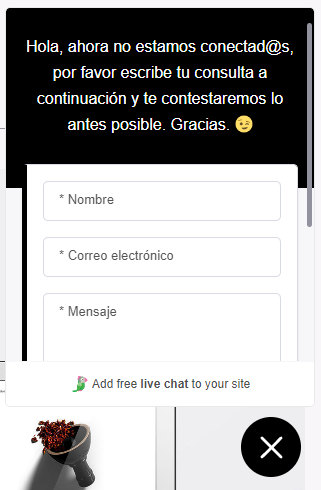 Hola, ahora no estamos conectad@s,
por favor escribe tu consulta a
continuación y te contestaremos lo
antes posible. Gracias. 😉
* Nombre
* Correo electrónico
* Mensaje
Add free live chat to your site